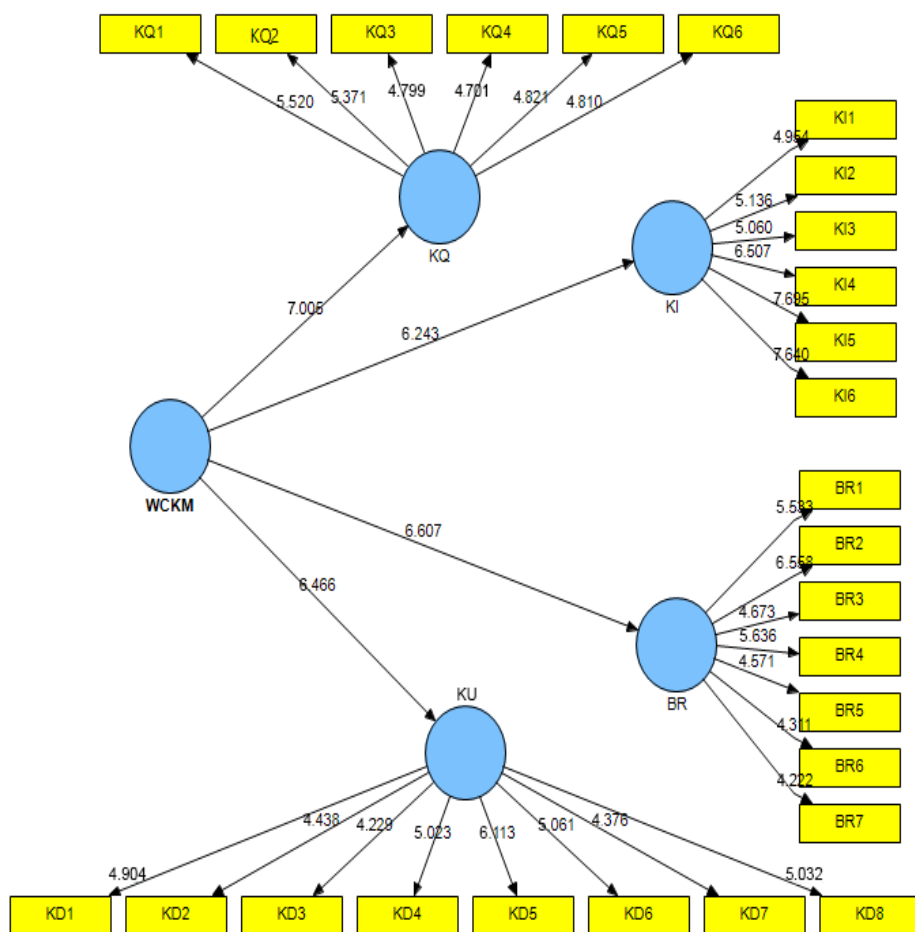 KQ1 KQ2 KQ3 KQ4 KQ5 KQ6
5.520 5.371 4.799 4.701 4.821 4.810
KQ
KI1
KI2
KI3
KI4
KI5
KI6
4.954
5.136
5.060
6.507
7.695
7.640
KI
7.005
6.243
WCKM
6.607
6.466
BR1
BR2
BR3
BR4
BR5
BR6
BR7
5.533
6.558
4.673
5.636
4.571
4.311
4.222
BR
KU
4.904 4.438 4.229 5.023 6.113 5.061 4.376 5.032
KD1 KD2 KD3 KD4 KD5 KD6 KD7 KD8